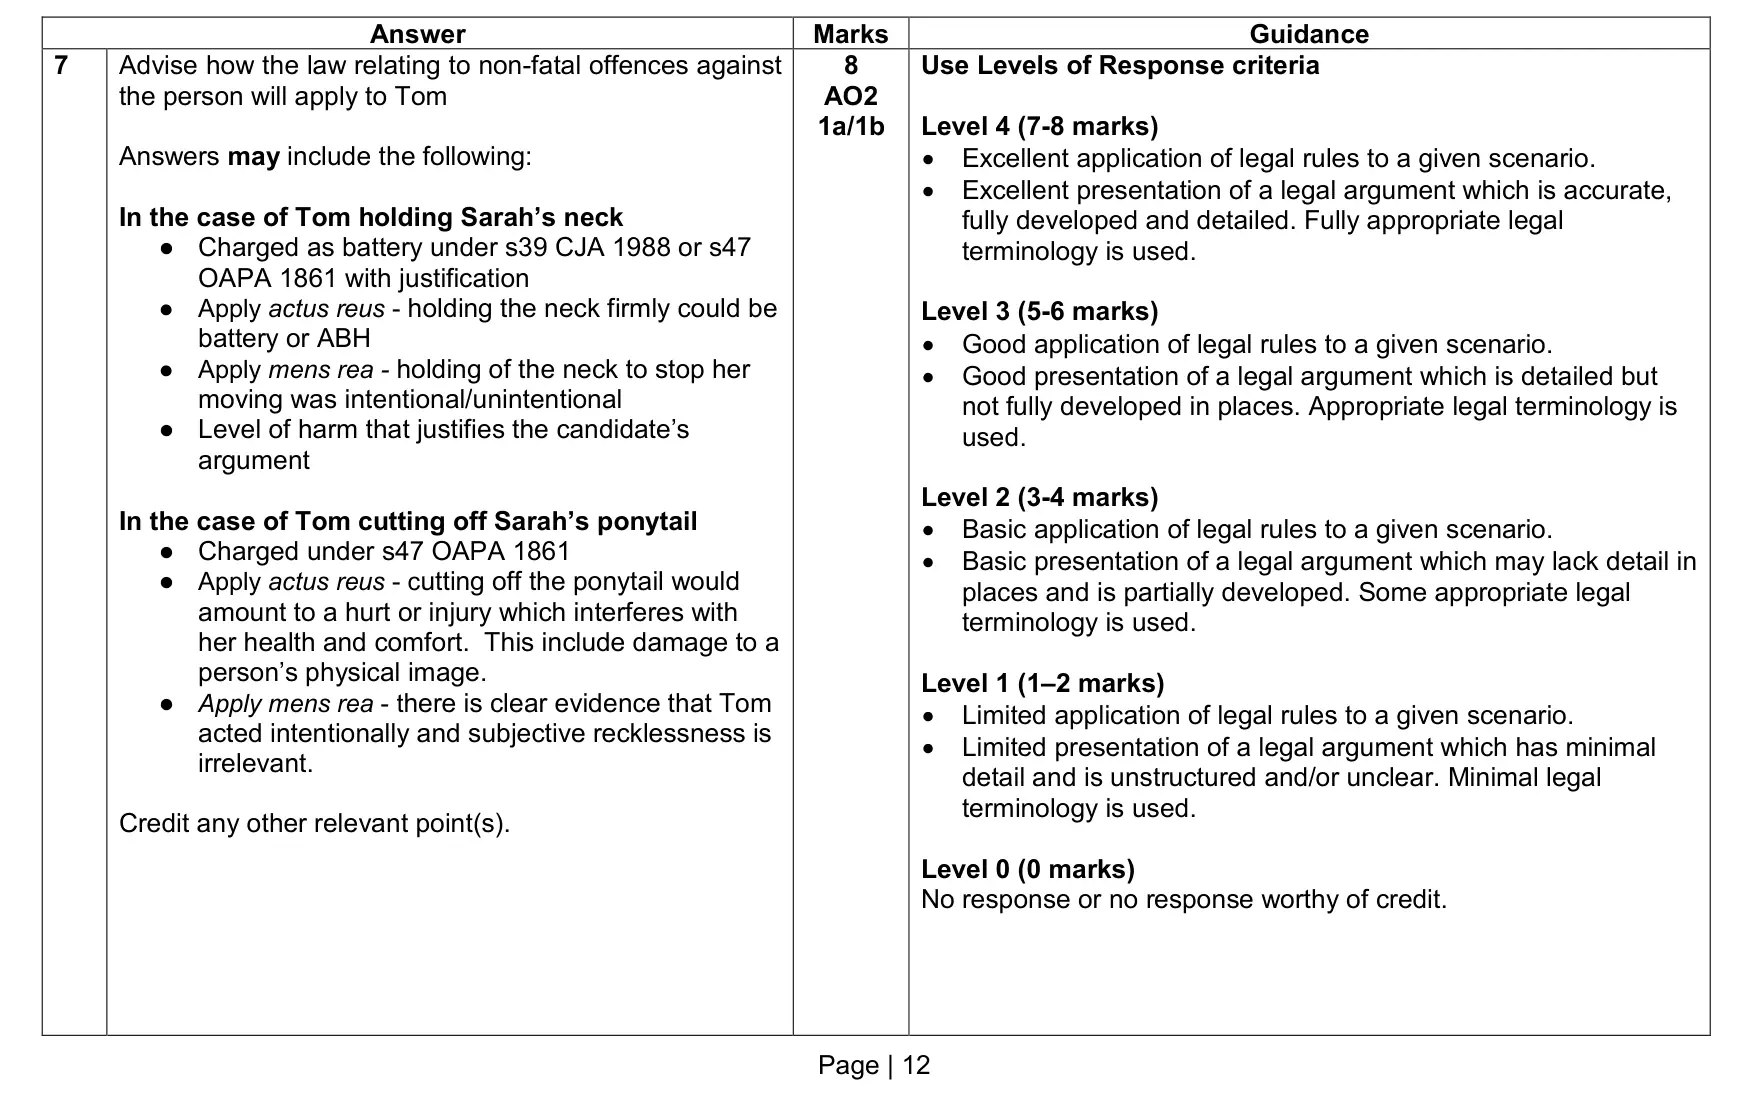 Answer Marks Guidance
7 Advise how the law relating to non-fatal offences against
the person will apply to Tom
Answers may include the following:
In the case of Tom holding Sarah’s neck
● Charged as battery under s39 CJA 1988 or s47
OAPA 1861 with justification
● Apply actus reus - holding the neck firmly could be
battery or ABH
● Apply mens rea - holding of the neck to stop her
moving was intentional/unintentional
● Level of harm that justifies the candidate’s
argument
In the case of Tom cutting off Sarah’s ponytail
● Charged under s47 OAPA 1861
● Apply actus reus - cutting off the ponytail would
amount to a hurt or injury which interferes with
her health and comfort. This include damage to a
person’s physical image.
● Apply mens rea - there is clear evidence that Tom
acted intentionally and subjective recklessness is
irrelevant.
Credit any other relevant point(s).
8
AO2
1a/1b
Use Levels of Response criteria
Level 4 (7-8 marks)
• Excellent application of legal rules to a given scenario.
• Excellent presentation of a legal argument which is accurate,
fully developed and detailed. Fully appropriate legal
terminology is used.
Level 3 (5-6 marks)
• Good application of legal rules to a given scenario.
• Good presentation of a legal argument which is detailed but
not fully developed in places. Appropriate legal terminology is
used.
Level 2 (3-4 marks)
• Basic application of legal rules to a given scenario.
• Basic presentation of a legal argument which may lack detail in
places and is partially developed. Some appropriate legal
terminology is used.
Level 1 (1–2 marks)
• Limited application of legal rules to a given scenario.
• Limited presentation of a legal argument which has minimal
detail and is unstructured and/or unclear. Minimal legal
terminology is used.
Level 0 (0 marks)
No response or no response worthy of credit.
Page | 12